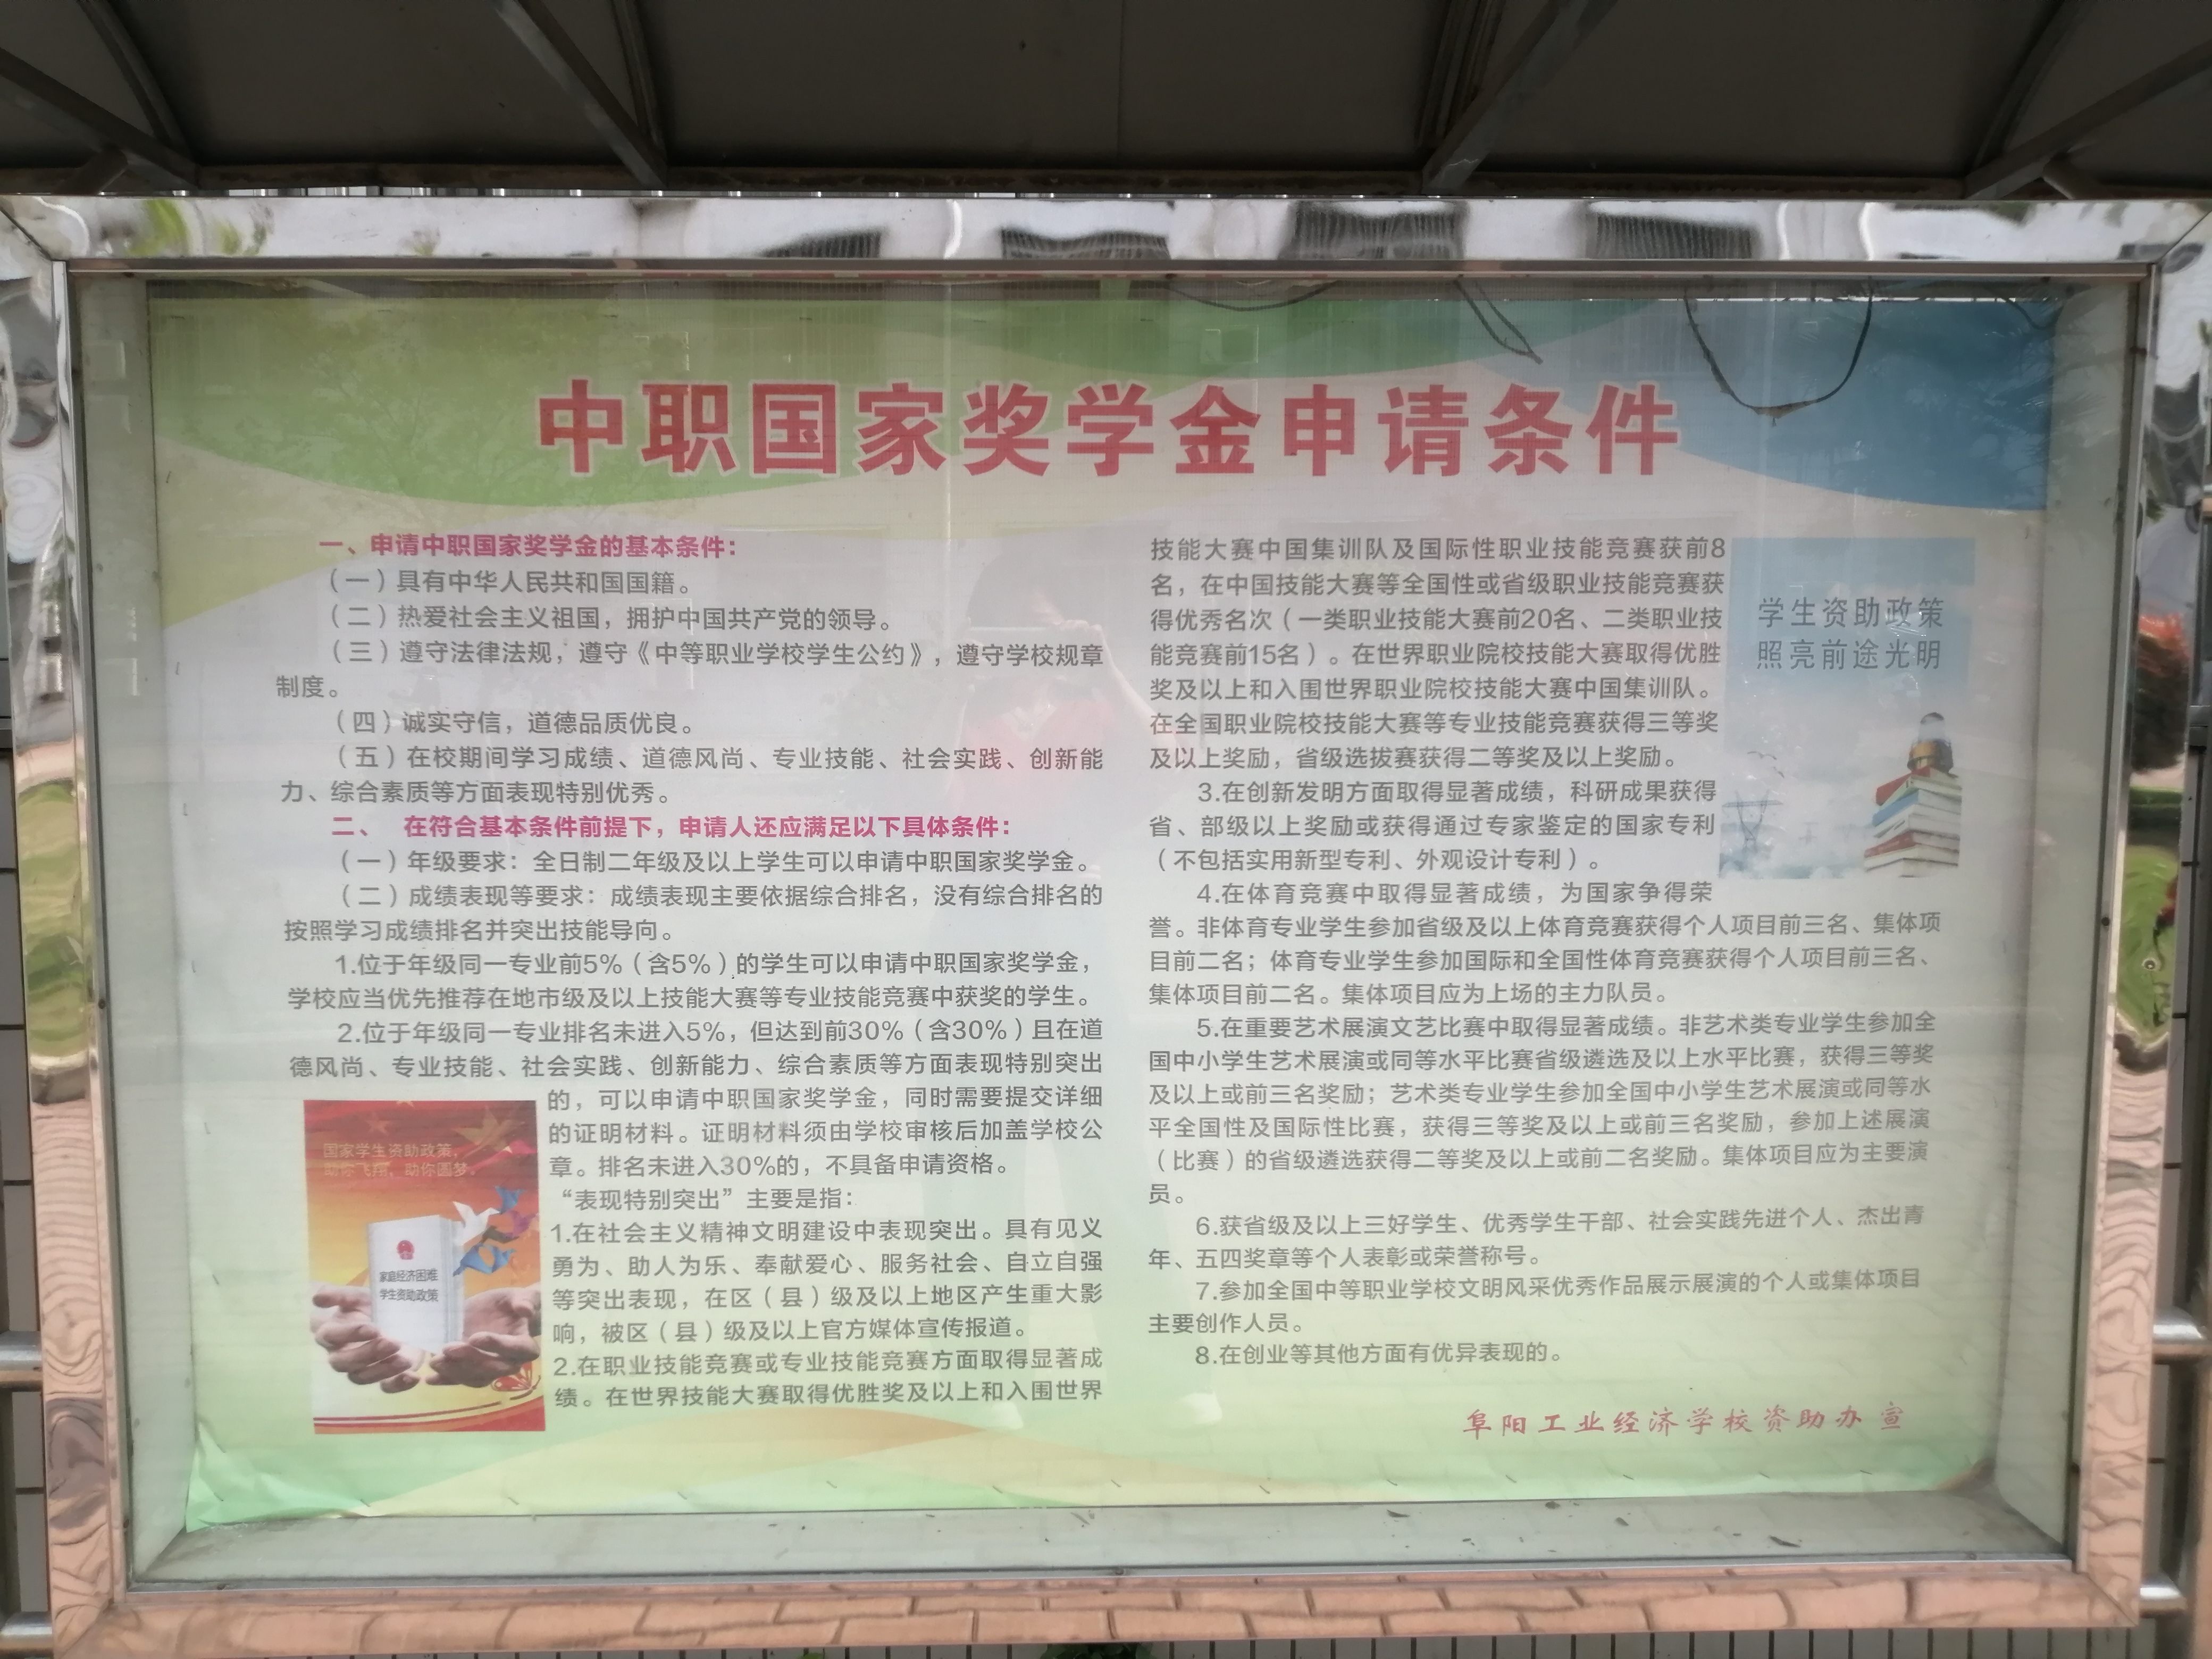 中职国家奖学金申请条件
一、申请中职国家奖学金的基本条件：
（一）具有中华人民共和国国籍。
（二）热爱社会主义祖国，拥护中国共产党的领导。
（三）遵守法律法规，遵守《中等职业学校学生公约》，遵守学校规章
制度。
（四）诚实守信，道德品质优良。
（五）在校期间学习成绩、道德风尚、专业技能、社会实践、创新能
力、综合素质等方面表现特别优秀。
二、 在符合基本条件前提下，申请人还应满足以下具体条件：
（一）年级要求：全日制二年级及以上学生可以申请中职国家奖学金。
（二）成绩表现等要求：成绩表现主要依据综合排名，没有综合排名的
按照学习成绩排名并突出技能导向。
1.位于年级同一专业前5%（含5%）的学生可以申请中职国家奖学金，
学校应当优先推荐在地市级及以上技能大赛等专业技能竞赛中获奖的学生。
2.位于年级同一专业排名未进入5%，但达到前30%（含30%）且在道
德风尚、专业技能、社会实践、创新能力、综合素质等方面表现特别突出
的，可以申请中职国家奖学金，同时需要提交详细
的证明材料。证明材料须由学校审核后加盖学校公
章。排名未进入30%的，不具备申请资格。
“表现特别突出”主要是指：
1.在社会主义精神文明建设中表现突出。具有见义
勇为、助人为乐、奉献爱心、服务社会、自立自强
等突出表现，在区（县）级及以上地区产生重大影
响，被区（县）级及以上官方媒体宣传报道。
2.在职业技能竞赛或专业技能竞赛方面取得显著成
绩。在世界技能大赛取得优胜奖及以上和入围世界
国家学生资助政策，
助你飞翔，助你圆梦。
家庭经济困难
学生资助政策
技能大赛中国集训队及国际性职业技能竞赛获前8
名，在中国技能大赛等全国性或省级职业技能竞赛获
得优秀名次（一类职业技能大赛前20名、二类职业技
能竞赛前15名）。在世界职业院校技能大赛取得优胜
奖及以上和入围世界职业院校技能大赛中国集训队。
在全国职业院校技能大赛等专业技能竞赛获得三等奖
及以上奖励，省级选拔赛获得二等奖及以上奖励。
3.在创新发明方面取得显著成绩，科研成果获得
省、部级以上奖励或获得通过专家鉴定的国家专利
（不包括实用新型专利、外观设计专利）。
4.在体育竞赛中取得显著成绩，为国家争得荣
誉。非体育专业学生参加省级及以上体育竞赛获得个人项目前三名、集体项
目前二名；体育专业学生参加国际和全国性体育竞赛获得个人项目前三名、
集体项目前二名。集体项目应为上场的主力队员。
5.在重要艺术展演文艺比赛中取得显著成绩。非艺术类专业学生参加全
国中小学生艺术展演或同等水平比赛省级遴选及以上水平比赛，获得三等奖
及以上或前三名奖励；艺术类专业学生参加全国中小学生艺术展演或同等水
平全国性及国际性比赛，获得三等奖及以上或前三名奖励，参加上述展演
（比赛）的省级遴选获得二等奖及以上或前二名奖励。集体项目应为主要演
员。
6.获省级及以上三好学生、优秀学生干部、社会实践先进个人、杰出青
年、五四奖章等个人表彰或荣誉称号。
7.参加全国中等职业学校文明风采优秀作品展示展演的个人或集体项目
主要创作人员。
8.在创业等其他方面有优异表现的。
学生资助政策
照亮前途光明
阜阳工业经济学校资助办 宣